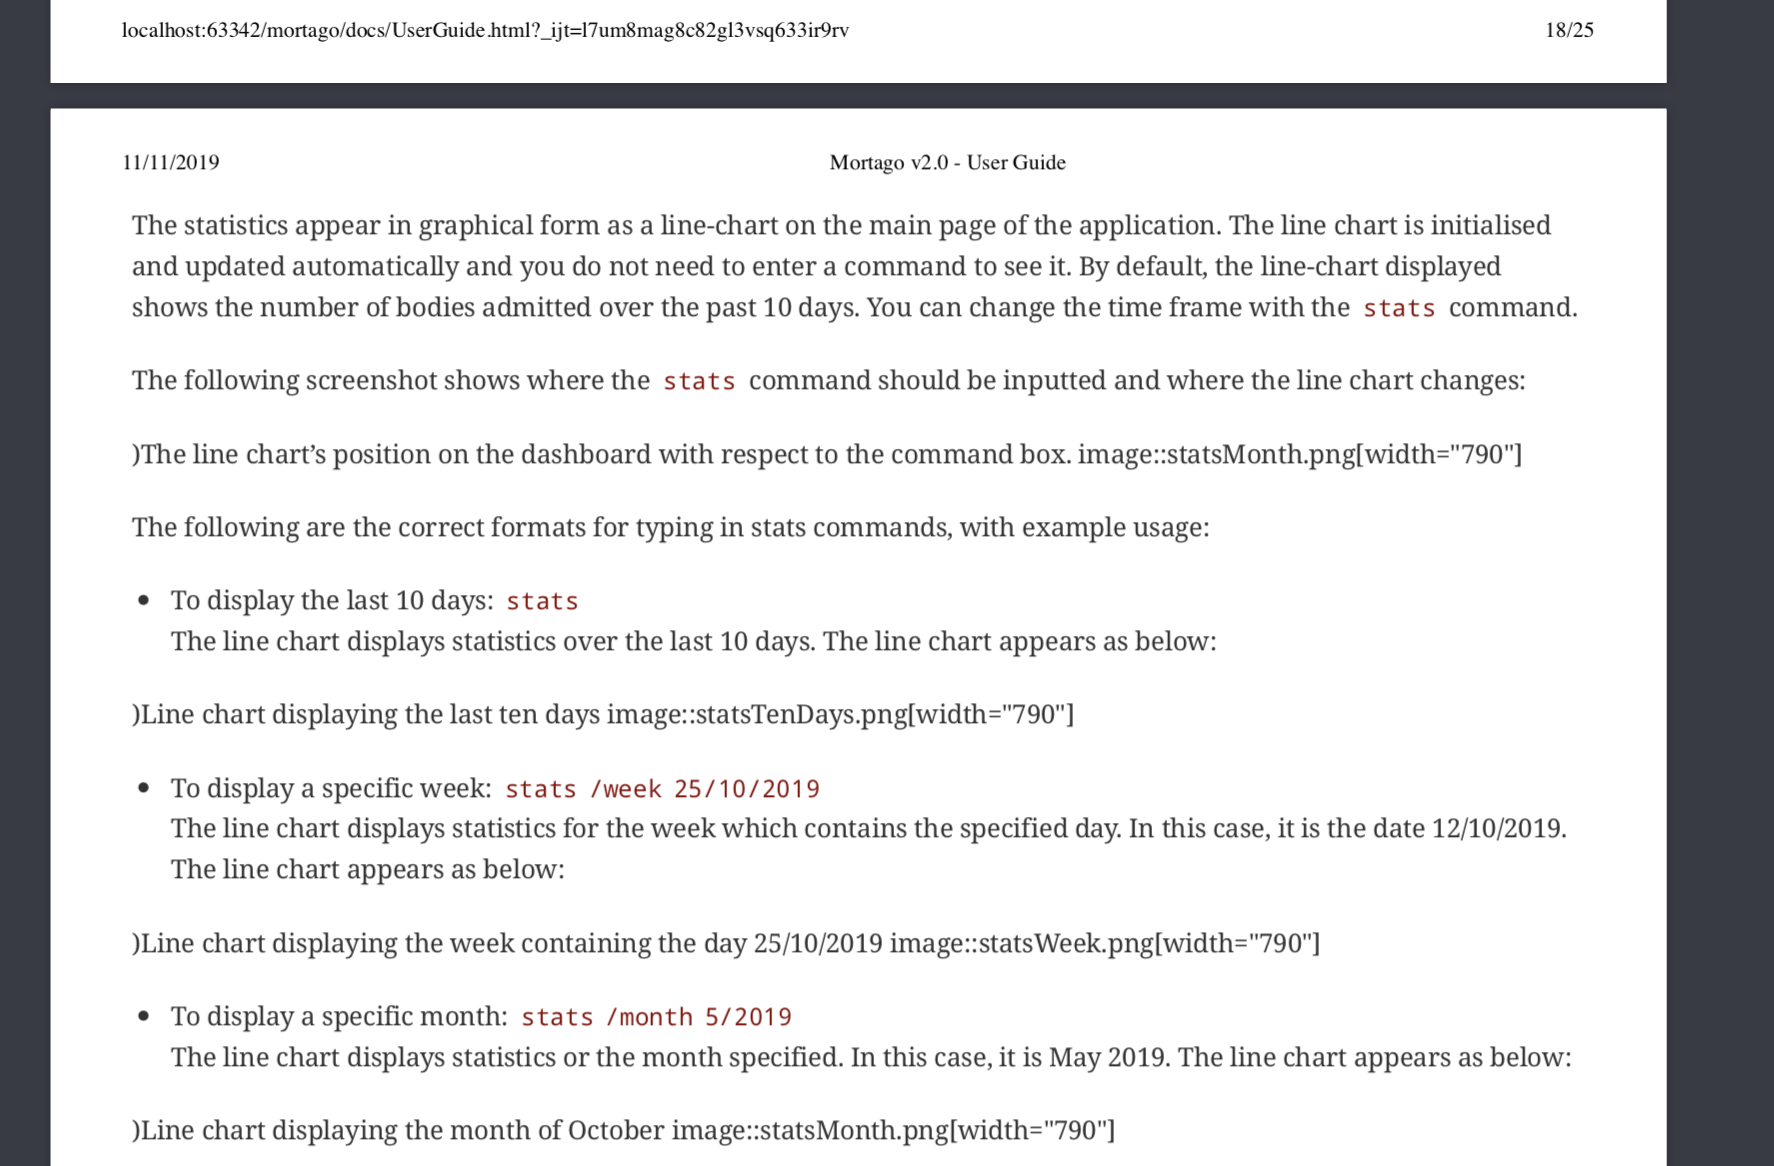 localhost:63342/mortago/docs/UserGuide.html?_ijt=l7um8mag8c82gl3vsq633ir9rv 18/25
11/11/2019 Mortago v2.0 - User Guide
The statistics appear in graphical form as a line-chart on the main page of the application. The line chart is initialised
and updated automatically and you do not need to enter a command to see it. By default, the line-chart displayed
shows the number of bodies admitted over the past 10 days. You can change the time frame with the stats command.
The following screenshot shows where the stats command should be inputted and where the line chart changes:
)The line chart’s position on the dashboard with respect to the command box. image::statsMonth.png[width="790"]
The following are the correct formats for typing in stats commands, with example usage:
• To display the last 10 days: stats
The line chart displays statistics over the last 10 days. The line chart appears as below:
)Line chart displaying the last ten days image::statsTenDays.png[width="790"]
• To display a specific week: stats /week 25/10/2019
The line chart displays statistics for the week which contains the specified day. In this case, it is the date 12/10/2019.
The line chart appears as below:
)Line chart displaying the week containing the day 25/10/2019 image::statsWeek.png[width="790"]
• To display a specific month: stats /month 5/2019
The line chart displays statistics or the month specified. In this case, it is May 2019. The line chart appears as below:
)Line chart displaying the month of October image::statsMonth.png[width="790"]